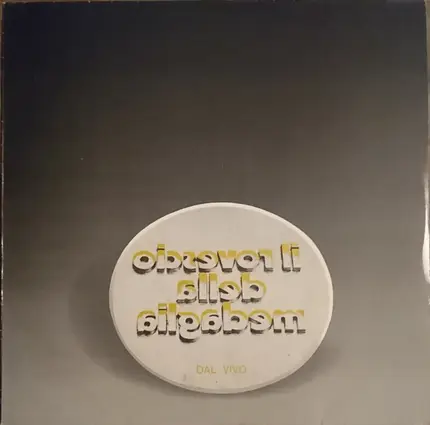 il rovescio
della
medaglia
DAL VIVO